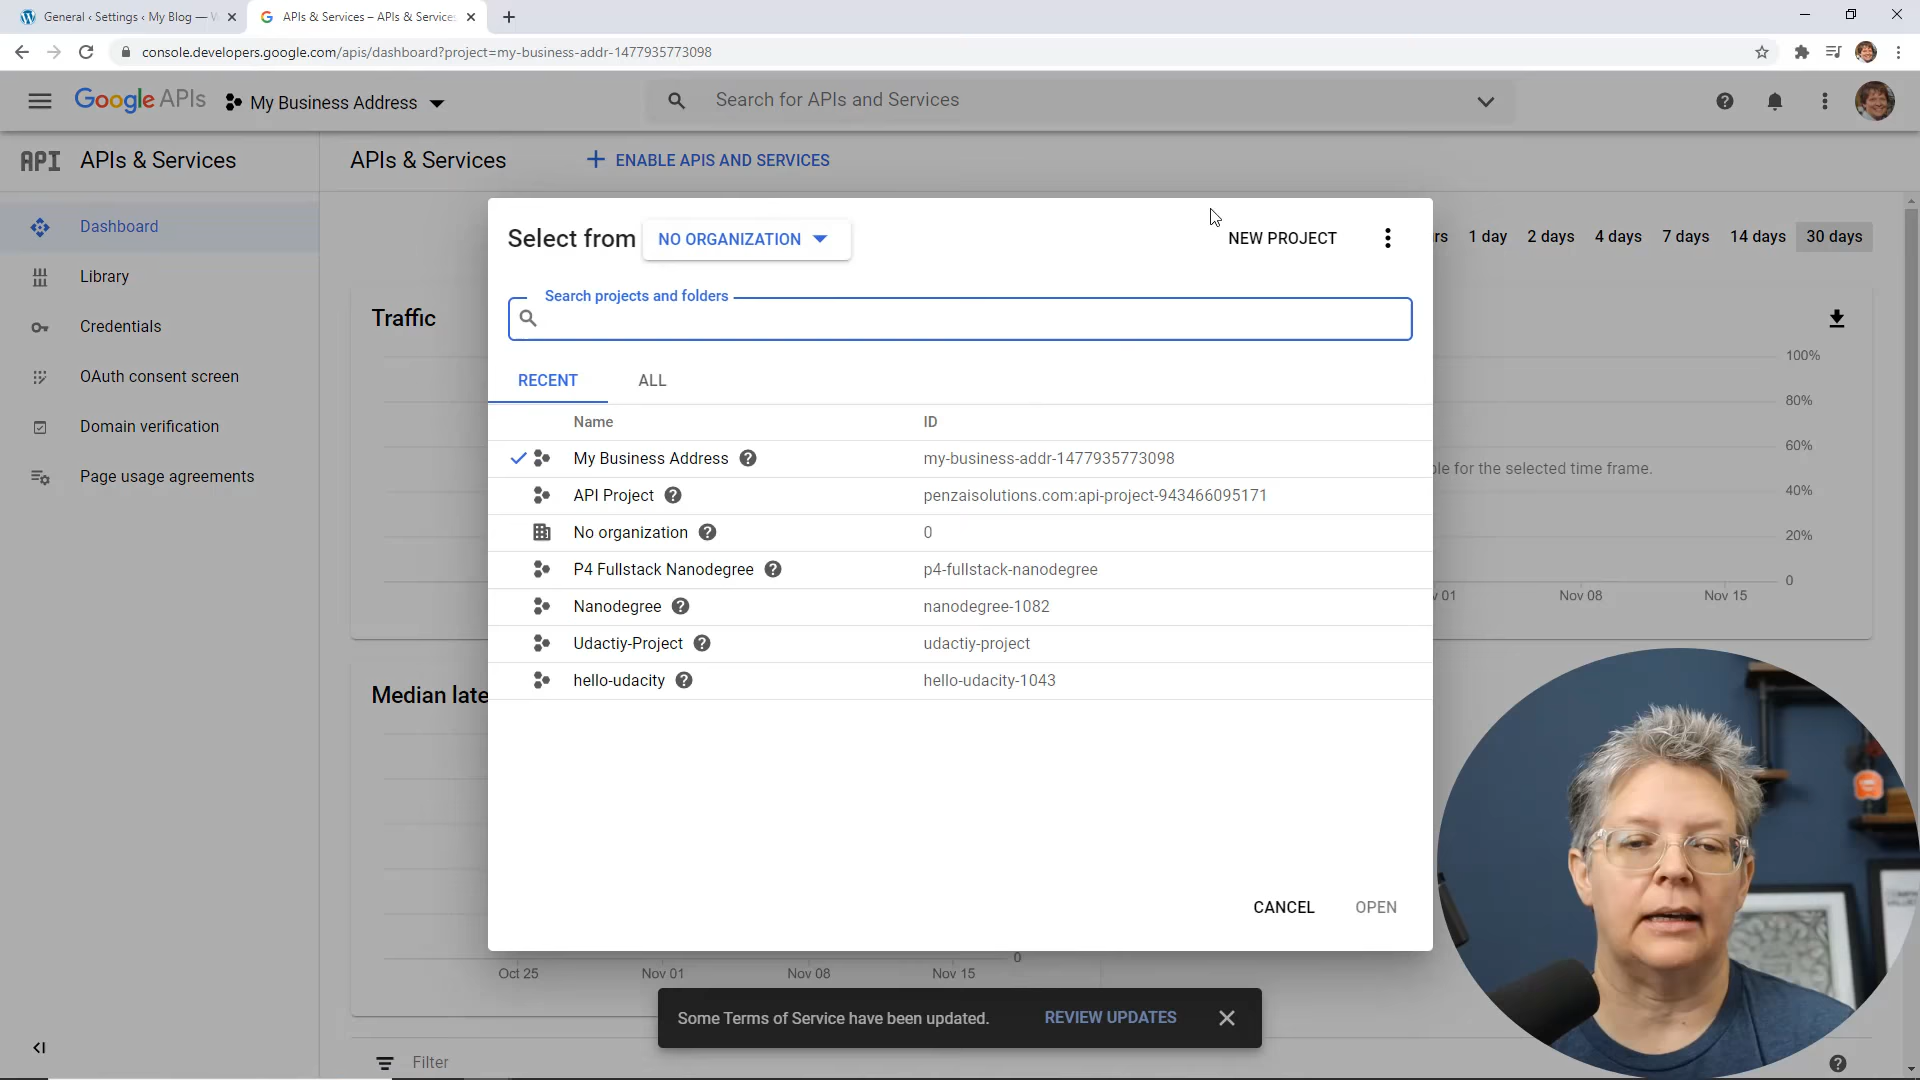 General ‹ Settings ‹ My Blog — W
APIs & Services – APIs & Services
console.developers.google.com/apis/dashboard?project=my-business-addr-1477935773098
Google APIs
My Business Address
Search for APIs and Services
API APIs & Services
APIs & Services
ENABLE APIS AND SERVICES
Dashboard
Library
Credentials
OAuth consent screen
Domain verification
Page usage agreements
1 day
2 days
4 days
7 days
14 days
30 days
Traffic
100%
80%
60%
40%
20%
0
ble for the selected time frame.
v 01
Nov 08
Nov 15
Select from
NO ORGANIZATION
NEW PROJECT
Search projects and folders
RECENT
ALL
Name ID
My Business Address my-business-addr-1477935773098
API Project penzaisolutions.com:api-project-943466095171
No organization 0
P4 Fullstack Nanodegree p4-fullstack-nanodegree
Nanodegree nanodegree-1082
Udactiy-Project udactiy-project
hello-udacity hello-udacity-1043
CANCEL
OPEN
Median late
0
Oct 25
Nov 01
Nov 08
Nov 15
Some Terms of Service have been updated.
REVIEW UPDATES
Filter